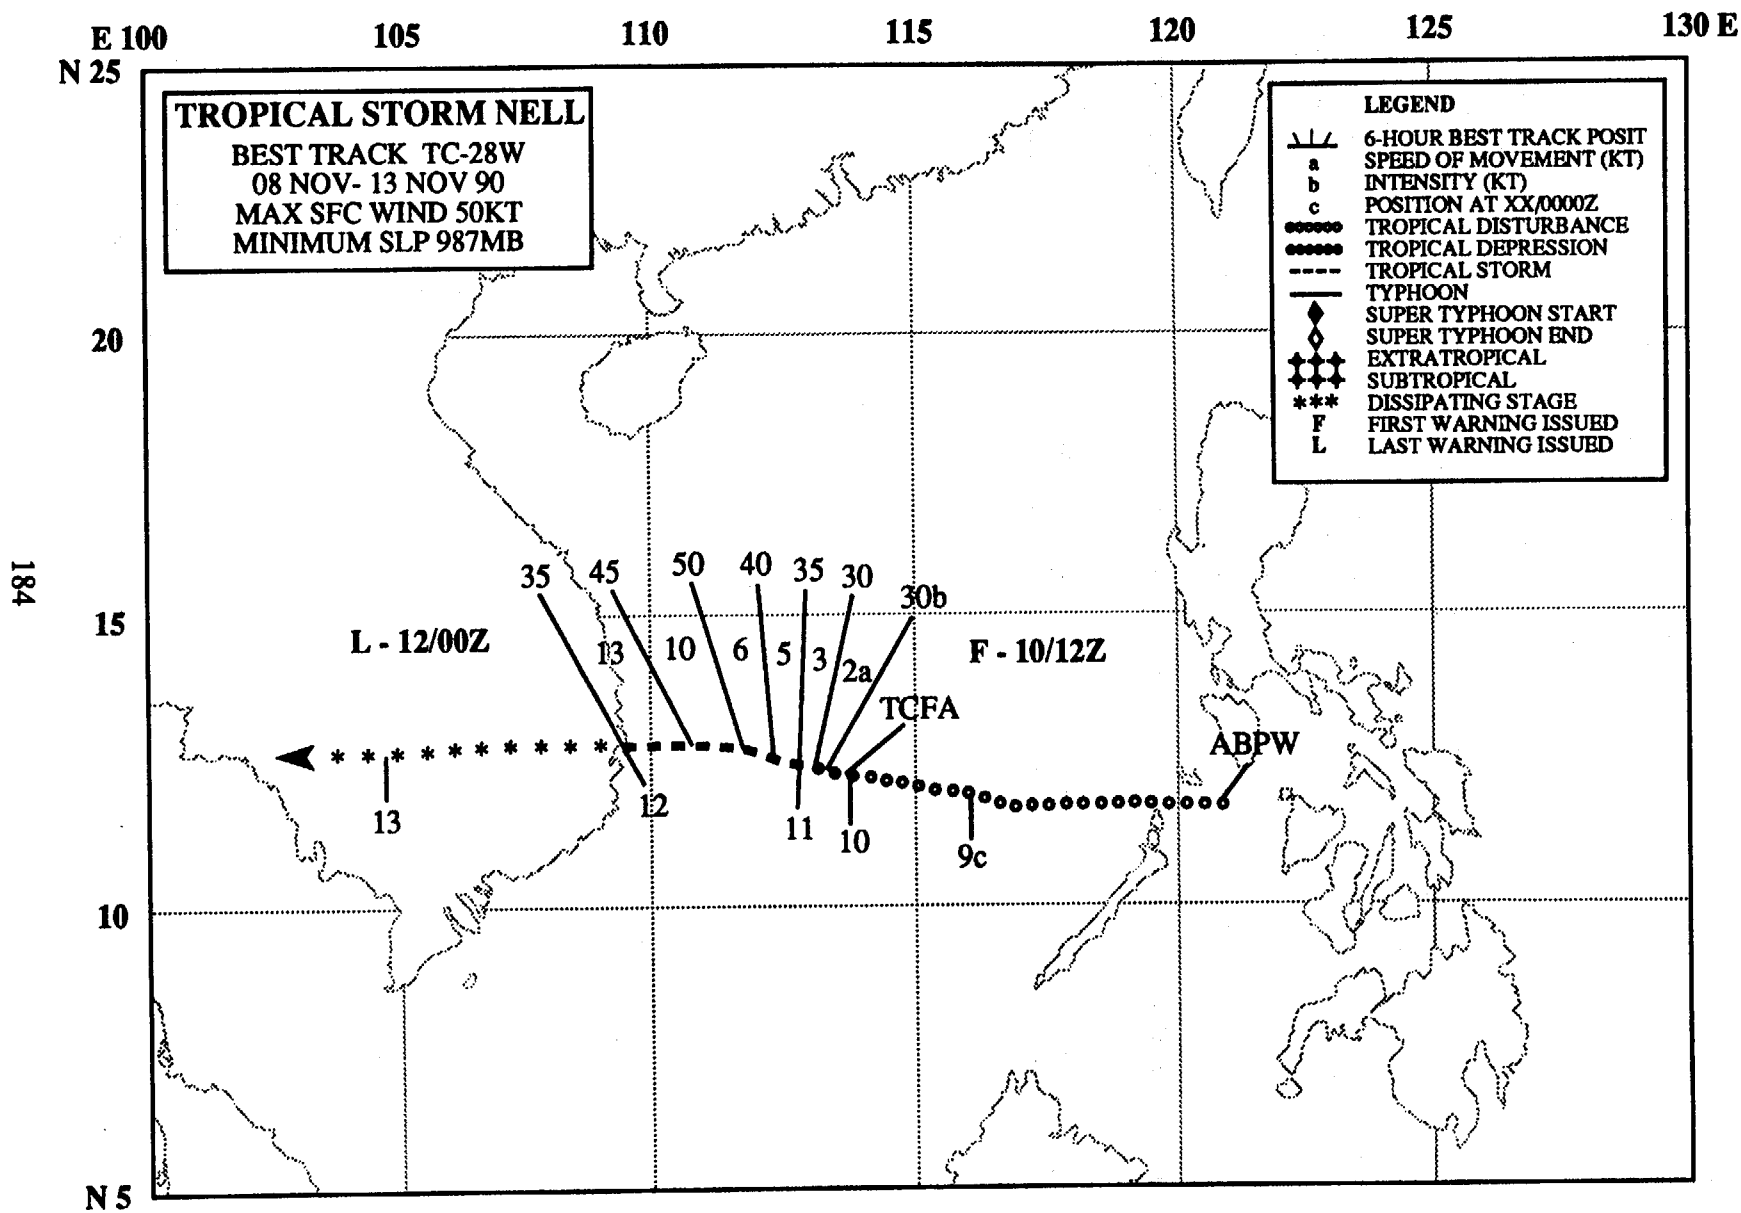 E 100 105 110 115 120 125 130 E
N 25
TROPICAL STORM NELL
BEST TRACK TC-28W
08 NOV- 13 NOV 90
MAX SFC WIND 50KT
MINIMUM SLP 987MB
LEGEND
6-HOUR BEST TRACK POSIT
a SPEED OF MOVEMENT (KT)
b INTENSITY (KT)
c POSITION AT XX/0000Z
TROPICAL DISTURBANCE
TROPICAL DEPRESSION
TROPICAL STORM
TYPHOON
SUPER TYPHOON START
SUPER TYPHOON END
EXTRATROPICAL
SUBTROPICAL
*** DISSIPATING STAGE
F FIRST WARNING ISSUED
L LAST WARNING ISSUED
20
184
35 45 50 40 35 30 30b
15
L - 12/00Z
13 10 6 5 3 2a
F - 10/12Z
TCFA
ABPW
13 12 11 10 9c
10
N 5